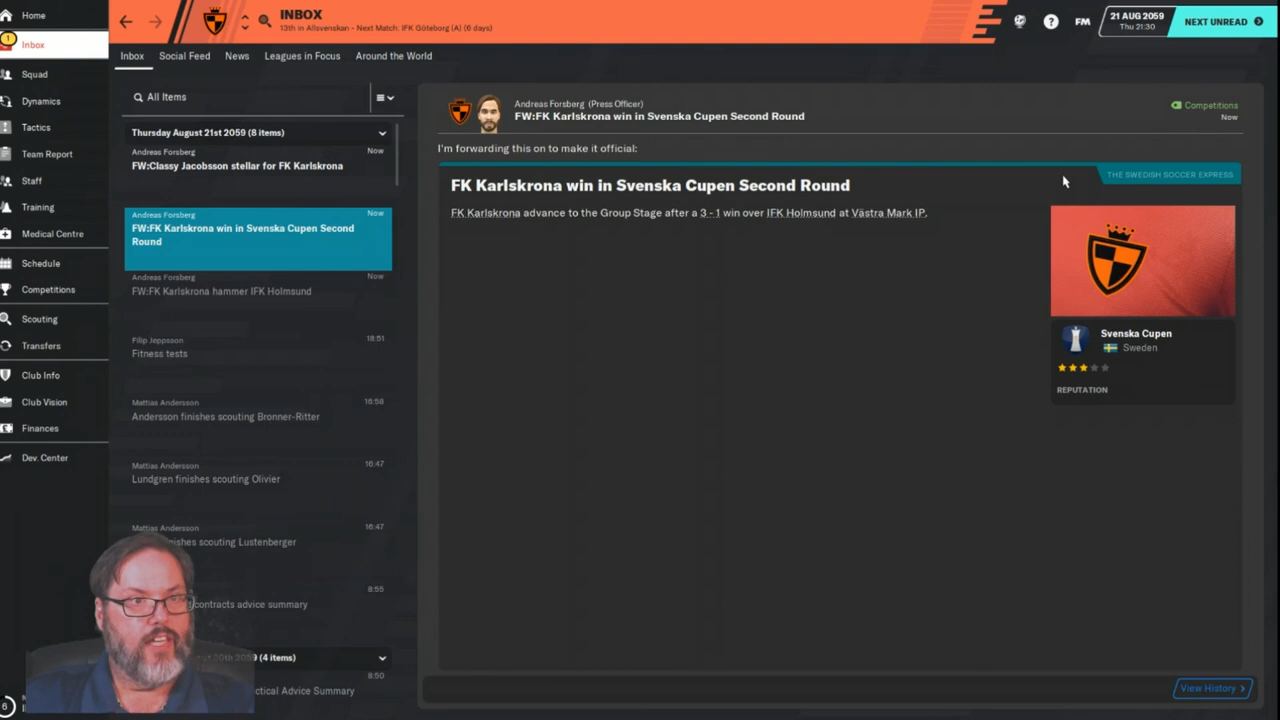 Home
INBOX
13th in Allsvenskan - Next Match: IFK Göteborg (A) (6 days)
FM
21 AUG 2059
Thu 21:30
NEXT UNREAD
1
Inbox
Squad
Dynamics
Tactics
Team Report
Staff
Training
Medical Centre
Schedule
Competitions
Scouting
Transfers
Club Info
Club Vision
Finances
Dev. Center
6
Inbox
Social Feed
News
Leagues in Focus
Around the World
All Items
Thursday August 21st 2059 (8 items)
Andreas Forsberg
Now
FW:Classy Jacobsson stellar for FK Karlskrona
Andreas Forsberg
Now
FW:FK Karlskrona win in Svenska Cupen Second
Round
Andreas Forsberg
Now
FW:FK Karlskrona hammer IFK Holmsund
Filip Jeppsson
18:51
Fitness tests
Mattias Andersson
16:58
Andersson finishes scouting Bronner-Ritter
Mattias Andersson
16:47
Lundgren finishes scouting Olivier
Mattias Andersson
16:47
scouting Lustenberger
8:55
contracts advice summary
2059 (4 items)
8:50
Advice Summary
Andreas Forsberg (Press Officer)
FW:FK Karlskrona win in Svenska Cupen Second Round
Competitions
Now
I'm forwarding this on to make it official:
THE SWEDISH SOCCER EXPRESS
FK Karlskrona win in Svenska Cupen Second Round
FK Karlskrona advance to the Group Stage after a 3 - 1 win over IFK Holmsund at Västra Mark IP.
Svenska Cupen
Sweden
REPUTATION
View History